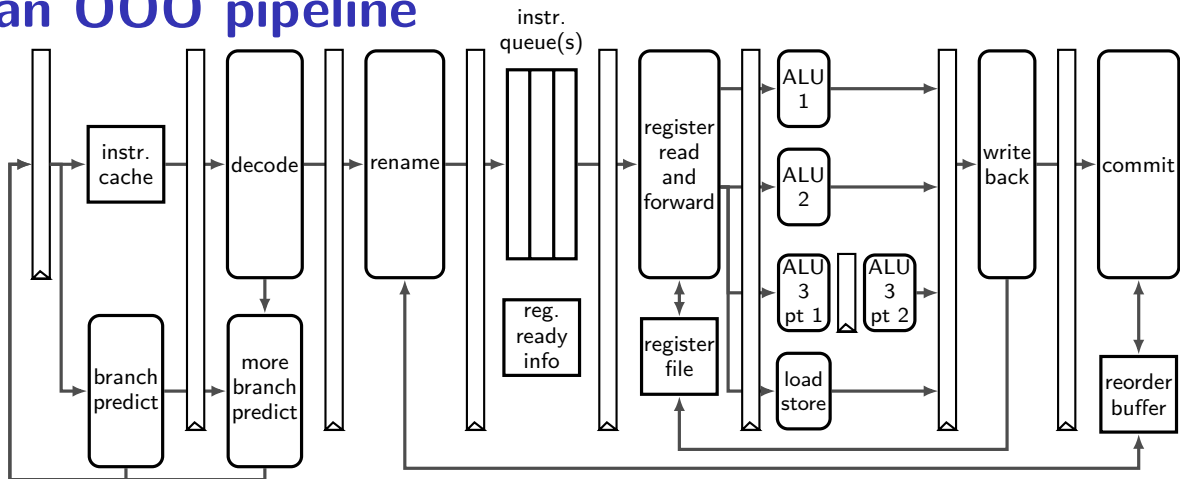 an OOO pipeline
instr.
queue(s)
instr.
cache
decode
rename
register
read
and
forward
ALU
1
ALU
2
ALU
3
pt 1
ALU
3
pt 2
load
store
write
back
commit
branch
predict
more
branch
predict
reg.
ready
info
register
file
reorder
buffer